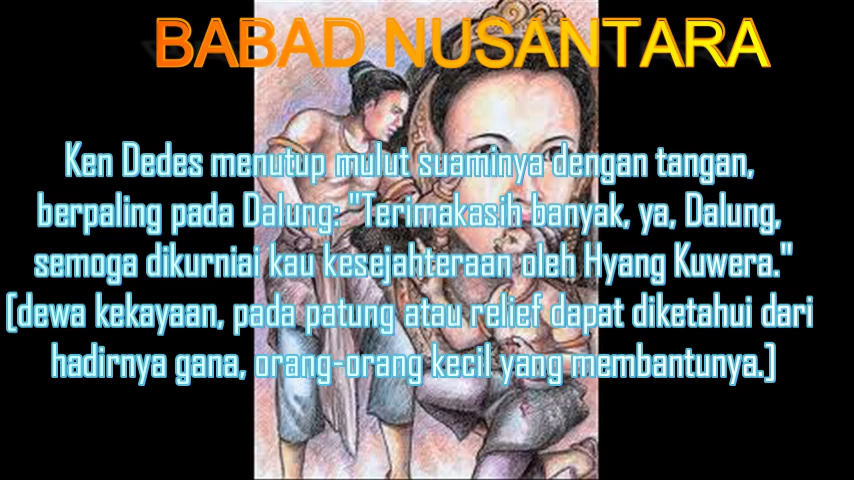 BABAD NUSANTARA
Ken Dedes menutup mulut suaminya dengan tangan,
berpaling pada Dalung: "Terimakasih banyak, ya, Dalung,
semoga dikurniai kau kesejahteraan oleh Hyang Kuwera."
[dewa kekayaan, pada patung atau relief dapat diketahui dari
hadirnya gana, orang-orang kecil yang membantunya.]